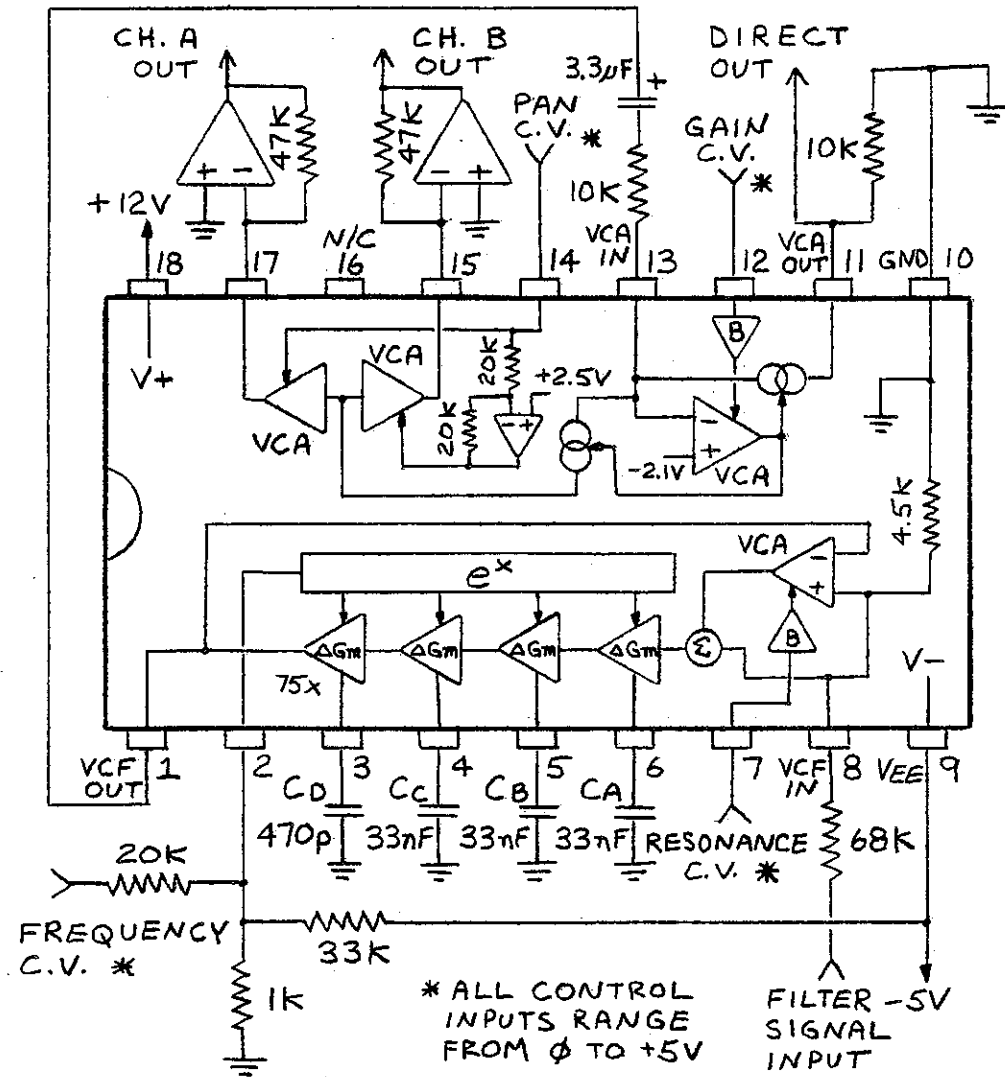 CH. A
OUT
CH. B
OUT
DIRECT
OUT
3.3µF +
PAN
C.V. *
GAIN
C.V. *
47K
47K
10K
10K
+ -
- +
+12V
N/C
VCA
IN
VCA
OUT
GND
18
17
16
15
14
13
12
11
10
V+
VCA
VCA
20K
20K
+2.5V
- +
B
-
+
-2.1V
VCA
4.5K
VCA
-
+
e^x
ΔGm
ΔGm
ΔGm
ΔGm
Σ
B
75x
V-
VCF
OUT
1
2
3
4
5
6
7
VCF
IN
8
VEE
9
CD
CC
CB
CA
470p
33nF
33nF
33nF
RESONANCE
C.V. *
68K
20K
FREQUENCY
C.V. *
33K
1K
* ALL CONTROL
INPUTS RANGE
FROM ϕ TO +5V
FILTER
SIGNAL
INPUT
-5V